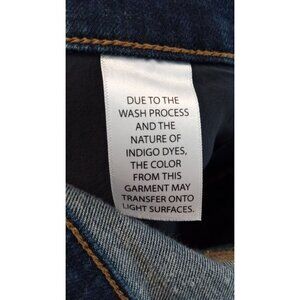 DUE TO THE
WASH PROCESS
AND THE
NATURE OF
INDIGO DYES,
THE COLOR
FROM THIS
GARMENT MAY
TRANSFER ONTO
LIGHT SURFACES.